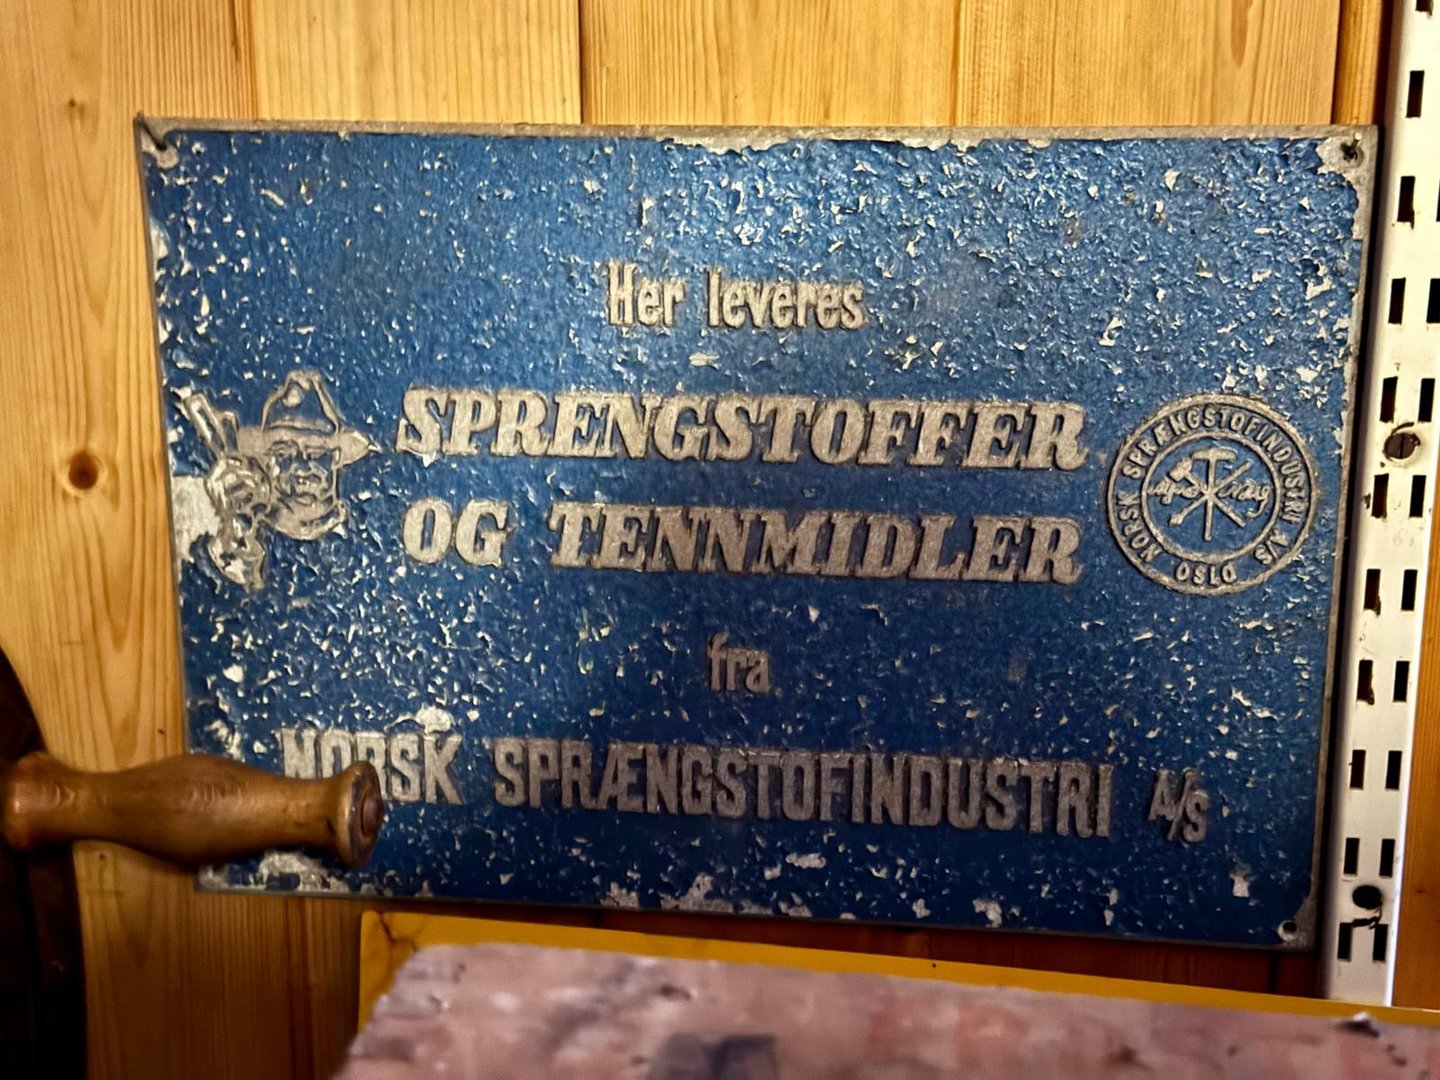 Her leveres
SPRENGSTOFFER
OG TENNMIDLER
fra
NORSK SPRÆNGSTOFINDUSTRI A/S
NORSK SPRÆNGSTOFINDUSTRI A/S
OSLO